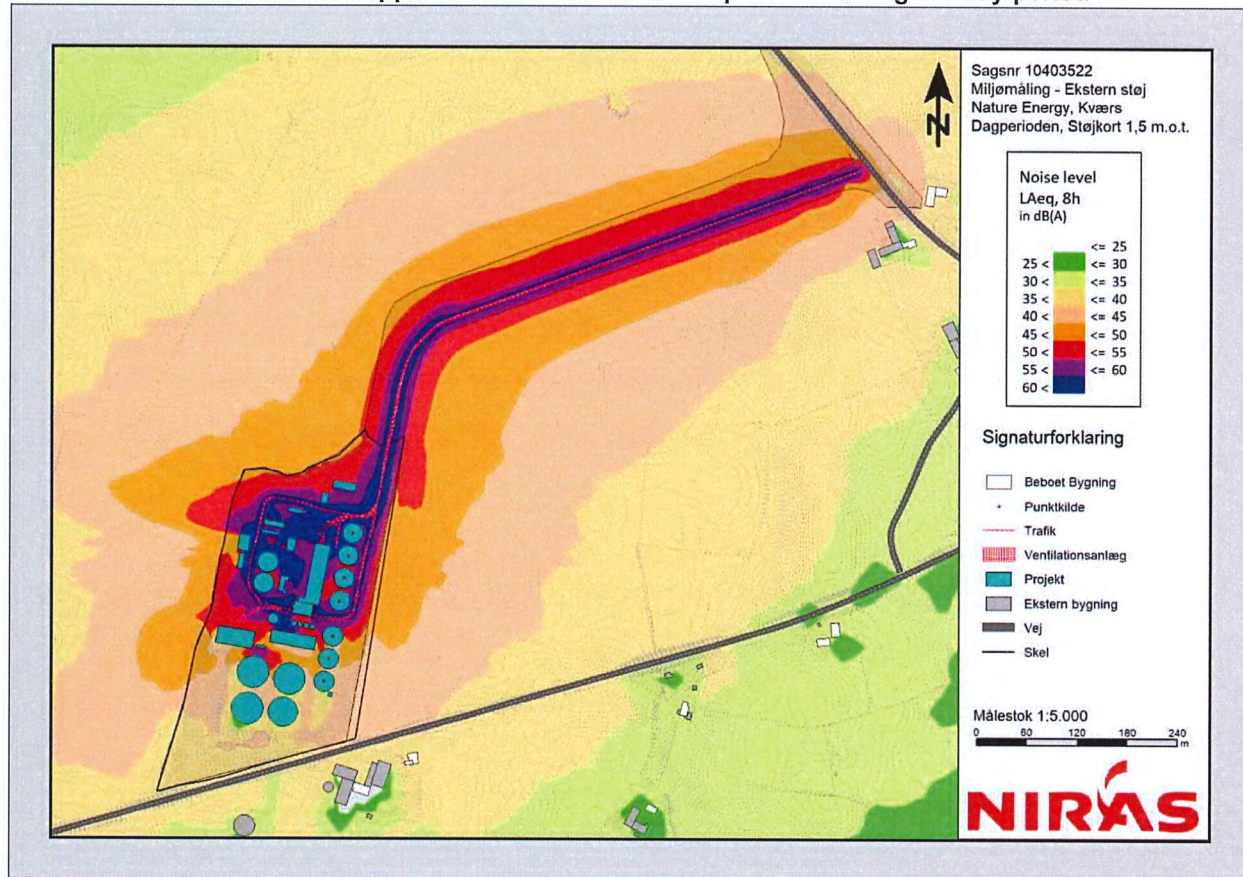 Sagsnr 10403522
Miljømåling - Ekstern støj
Nature Energy, Kværs
Dagperioden, Støjkort 1,5 m.o.t.
N
Noise level
LAeq, 8h
in dB(A)
<= 25
25 < <= 30
30 < <= 35
35 < <= 40
40 < <= 45
45 < <= 50
50 < <= 55
55 < <= 60
60 <
Signaturforklaring
Beboet Bygning
Punktkilde
Trafik
Ventilationsanlæg
Projekt
Ekstern bygning
Vej
Skel
Målestok 1:5.000
0 60 120 180 240
m
NIRAS